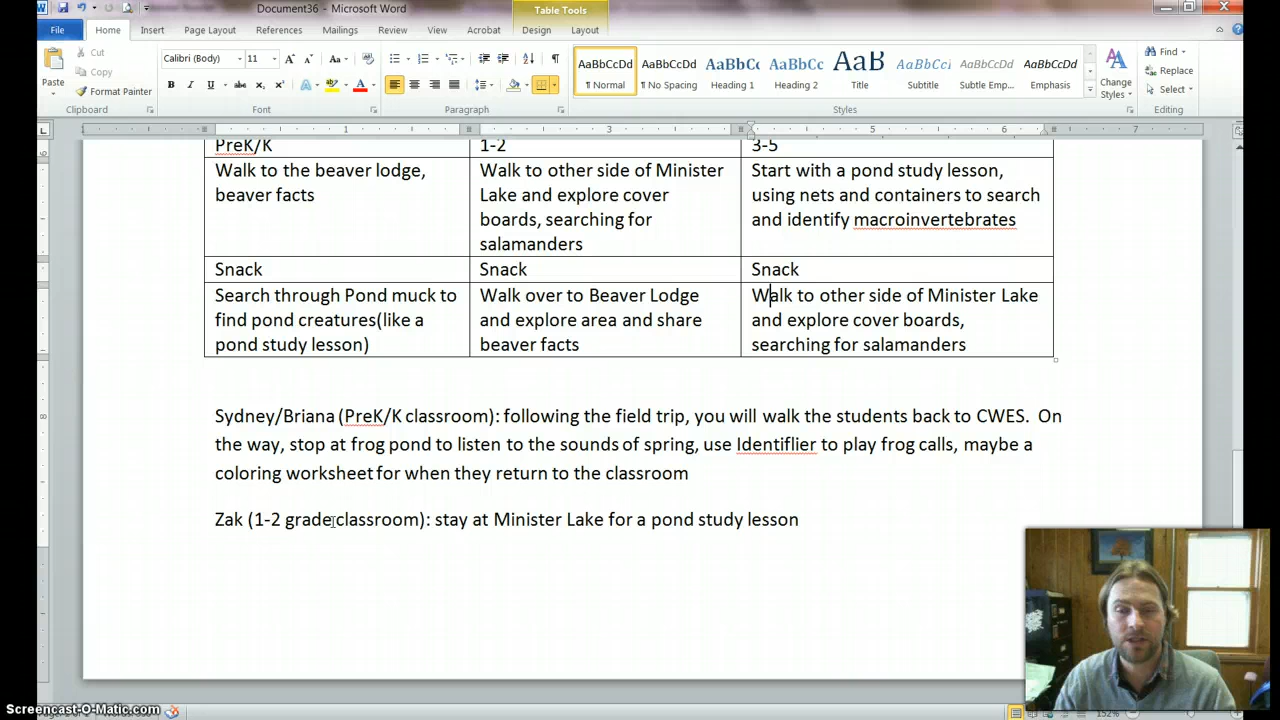 Document36 - Microsoft Word
Table Tools
File
Home
Insert
Page Layout
References
Mailings
Review
View
Acrobat
Design
Layout
Paste
Cut
Copy
Format Painter
Clipboard
Calibri (Body)
11
Font
Paragraph
AaBbCcDd
¶ Normal
AaBbCcDd
¶ No Spacing
AaBbCc
Heading 1
AaBbCc
Heading 2
AaB
Title
AaBbCcI
Subtitle
AaBbCcDd
Subtle Emp...
AaBbCcDd
Emphasis
Styles
Change
Styles
Find
Replace
Select
Editing
1
3
5
6
7
PreK/K
1-2
3-5
Walk to the beaver lodge,
beaver facts
Walk to other side of Minister
Lake and explore cover
boards, searching for
salamanders
Start with a pond study lesson,
using nets and containers to search
and identify macroinvertebrates
Snack
Snack
Snack
Search through Pond muck to
find pond creatures(like a
pond study lesson)
Walk over to Beaver Lodge
and explore area and share
beaver facts
Walk to other side of Minister Lake
and explore cover boards,
searching for salamanders
Sydney/Briana (PreK/K classroom): following the field trip, you will walk the students back to CWES.  On
the way, stop at frog pond to listen to the sounds of spring, use Identiflier to play frog calls, maybe a
coloring worksheet for when they return to the classroom
Zak (1-2 grade classroom): stay at Minister Lake for a pond study lesson
Screencast-O-Matic.com
152%